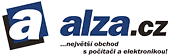 a alza.cz
...největší obchod
s počítači a elektronikou!